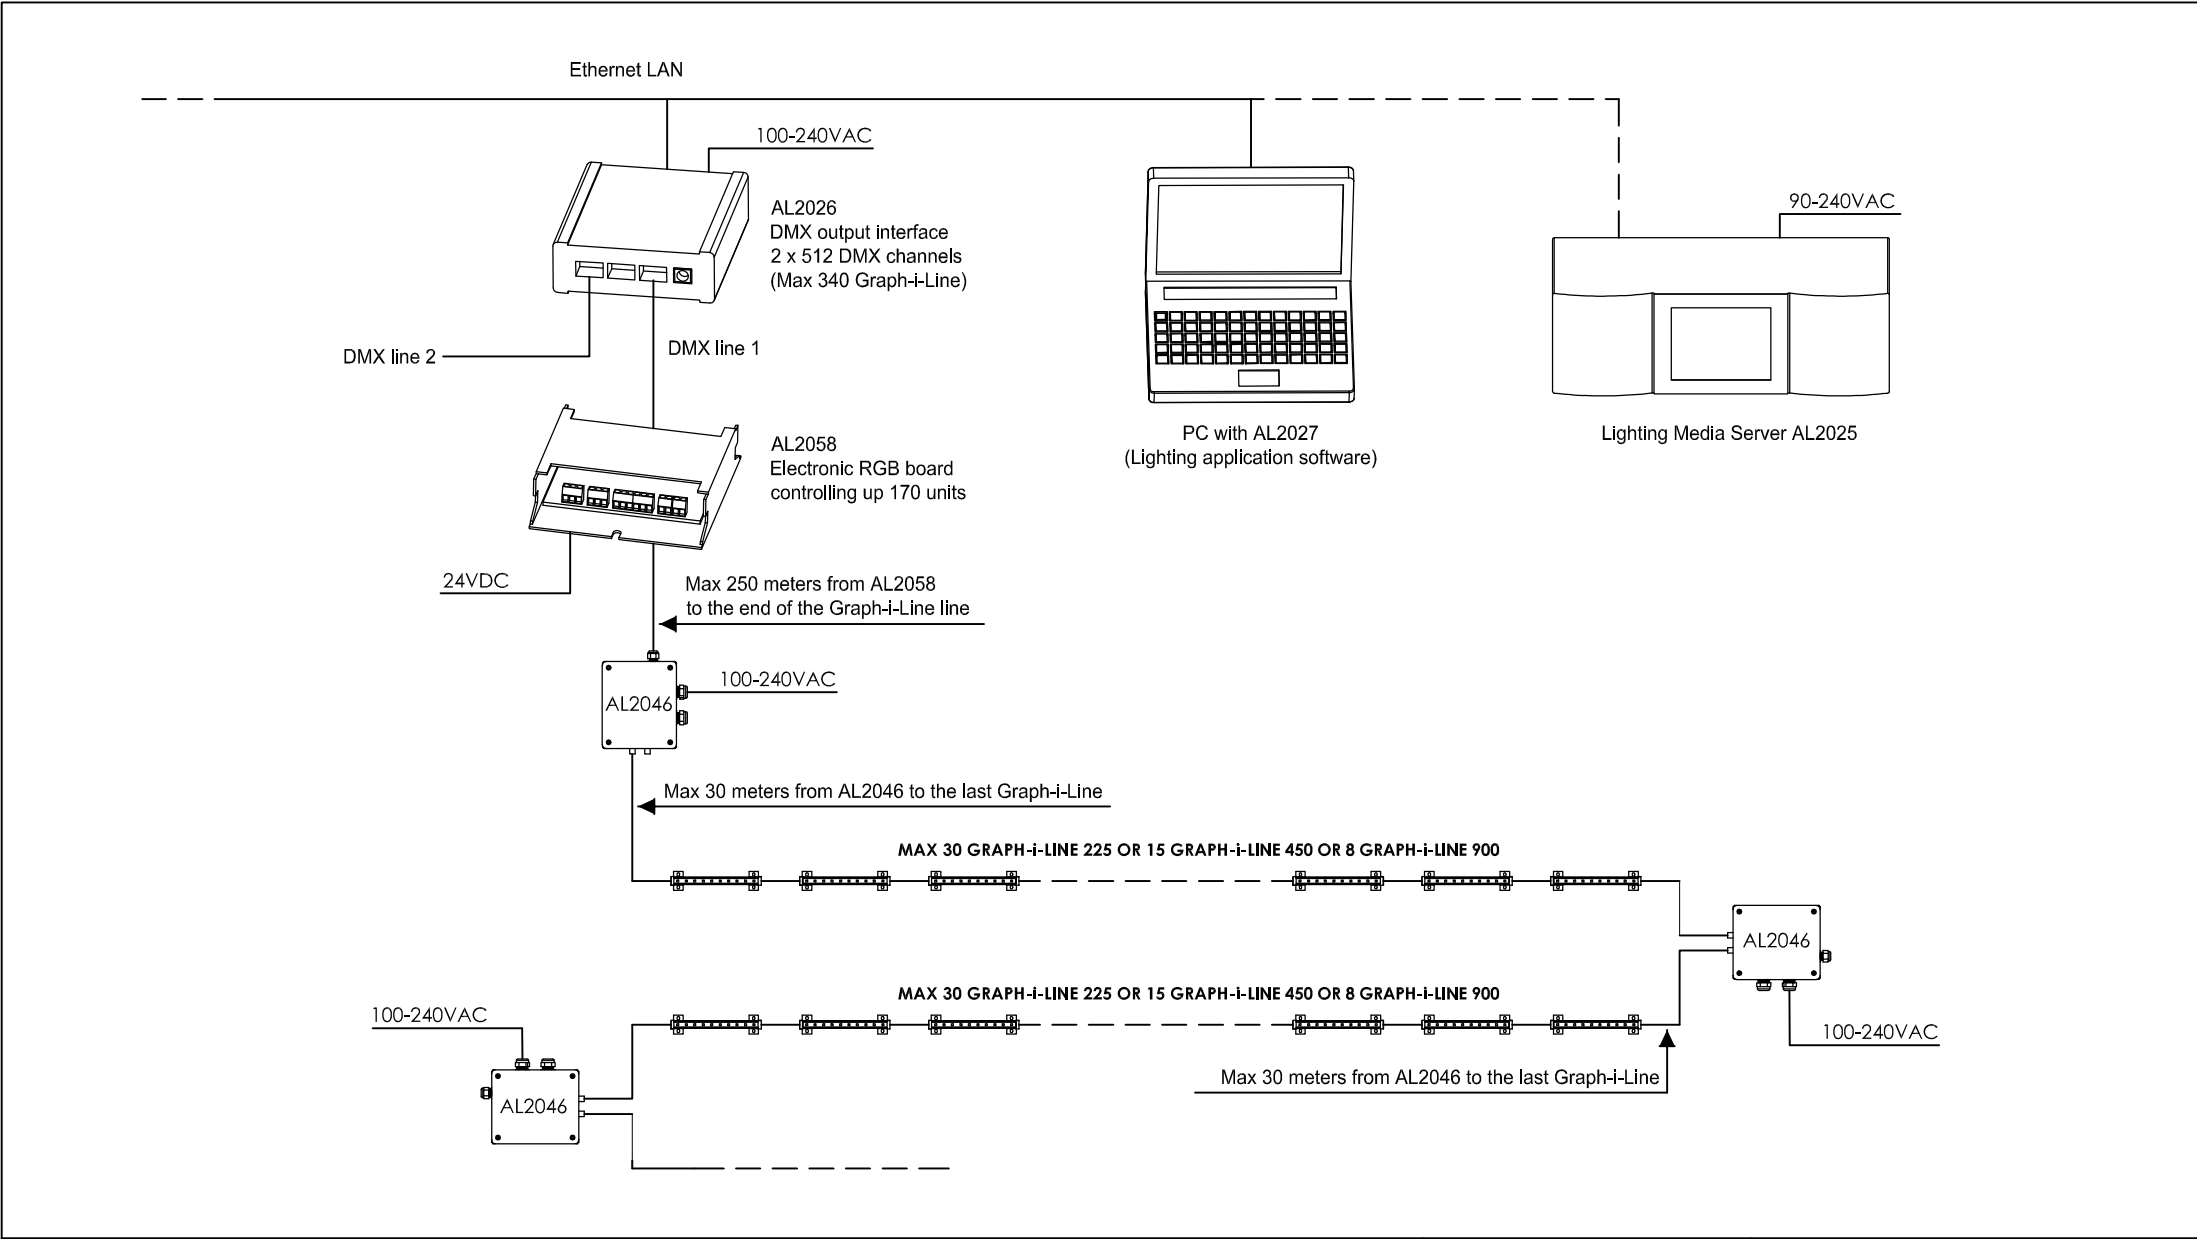 Ethernet LAN
100-240VAC
AL2026
DMX output interface
2 x 512 DMX channels
(Max 340 Graph-i-Line)
90-240VAC
DMX line 2
DMX line 1
PC with AL2027
(Lighting application software)
Lighting Media Server AL2025
AL2058
Electronic RGB board
controlling up 170 units
24VDC
Max 250 meters from AL2058
to the end of the Graph-i-Line line
AL2046
100-240VAC
Max 30 meters from AL2046 to the last Graph-i-Line
MAX 30 GRAPH-i-LINE 225 OR 15 GRAPH-i-LINE 450 OR 8 GRAPH-i-LINE 900
AL2046
MAX 30 GRAPH-i-LINE 225 OR 15 GRAPH-i-LINE 450 OR 8 GRAPH-i-LINE 900
100-240VAC
100-240VAC
Max 30 meters from AL2046 to the last Graph-i-Line
AL2046